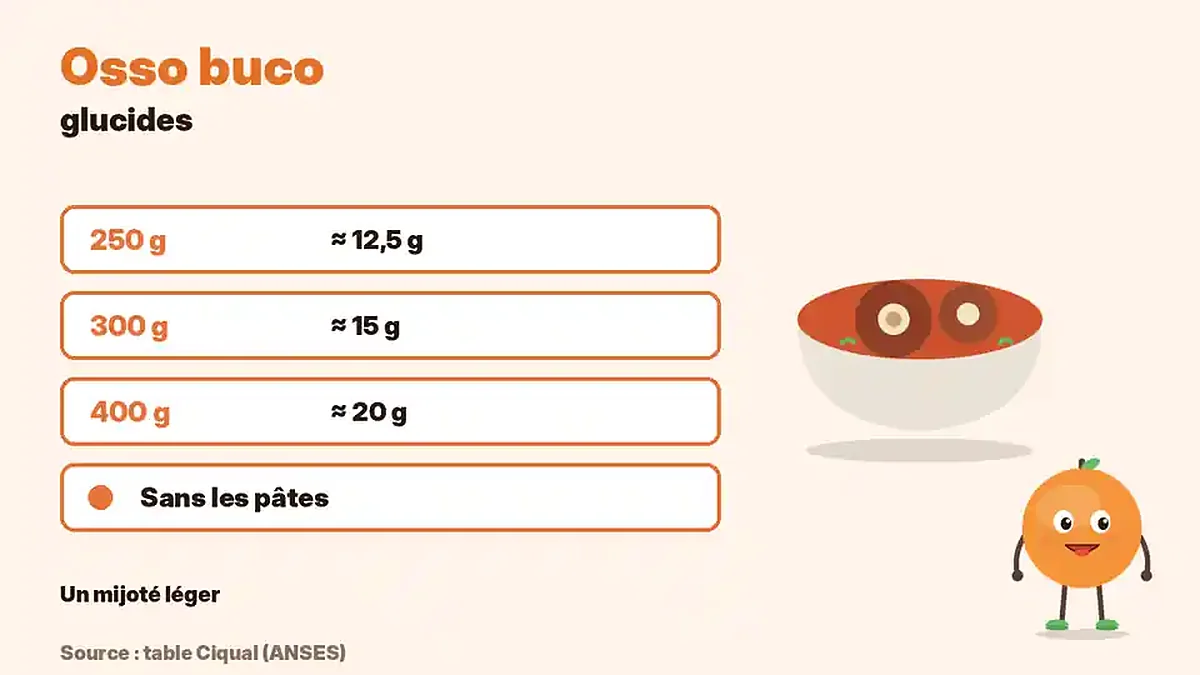 Osso buco
glucides
250 g ≈ 12,5 g
300 g ≈ 15 g
400 g ≈ 20 g
Sans les pâtes
Un mijoté léger
Source : table Ciqual (ANSES)